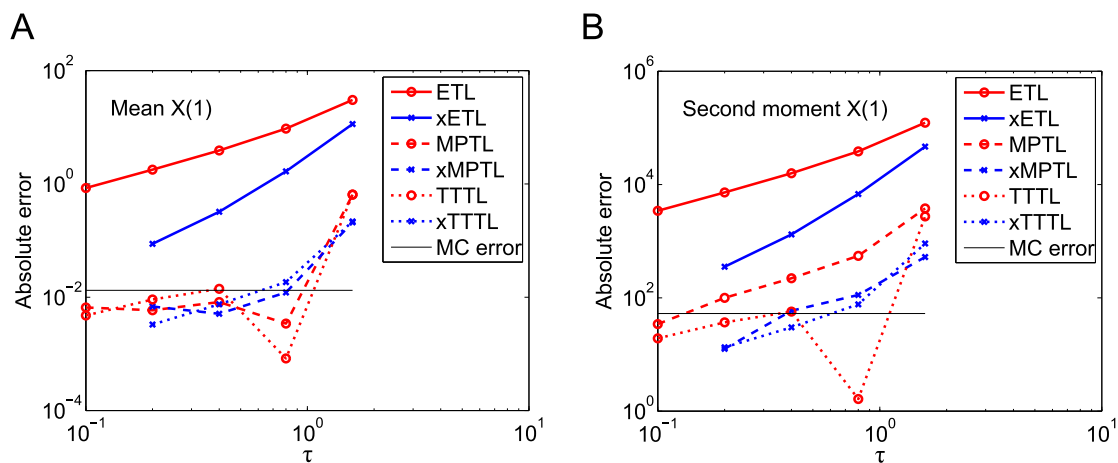 A
B
10^2
10^0
10^-2
10^-4
Absolute error
Mean X(1)
ETL
xETL
MPTL
xMPTL
TTTL
xTTTL
MC error
10^-1
10^0
10^1
τ
10^6
10^4
10^2
10^0
Absolute error
Second moment X(1)
ETL
xETL
MPTL
xMPTL
TTTL
xTTTL
MC error
10^-1
10^0
10^1
τ